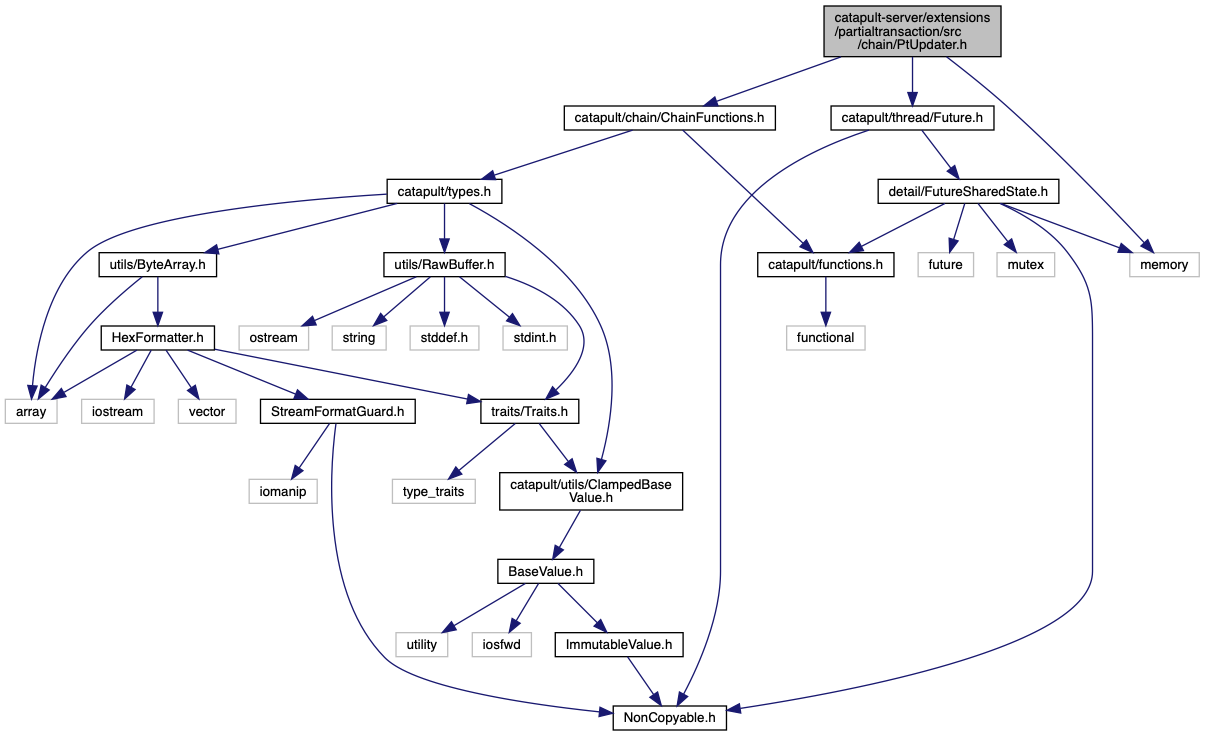 catapult-server/extensions
/partialtransaction/src
/chain/PtUpdater.h
catapult/chain/ChainFunctions.h
catapult/thread/Future.h
catapult/types.h
detail/FutureSharedState.h
utils/ByteArray.h
utils/RawBuffer.h
catapult/functions.h
future
mutex
memory
HexFormatter.h
ostream
string
stddef.h
stdint.h
functional
array
iostream
vector
StreamFormatGuard.h
traits/Traits.h
iomanip
type_traits
catapult/utils/ClampedBase
Value.h
BaseValue.h
utility
iosfwd
ImmutableValue.h
NonCopyable.h